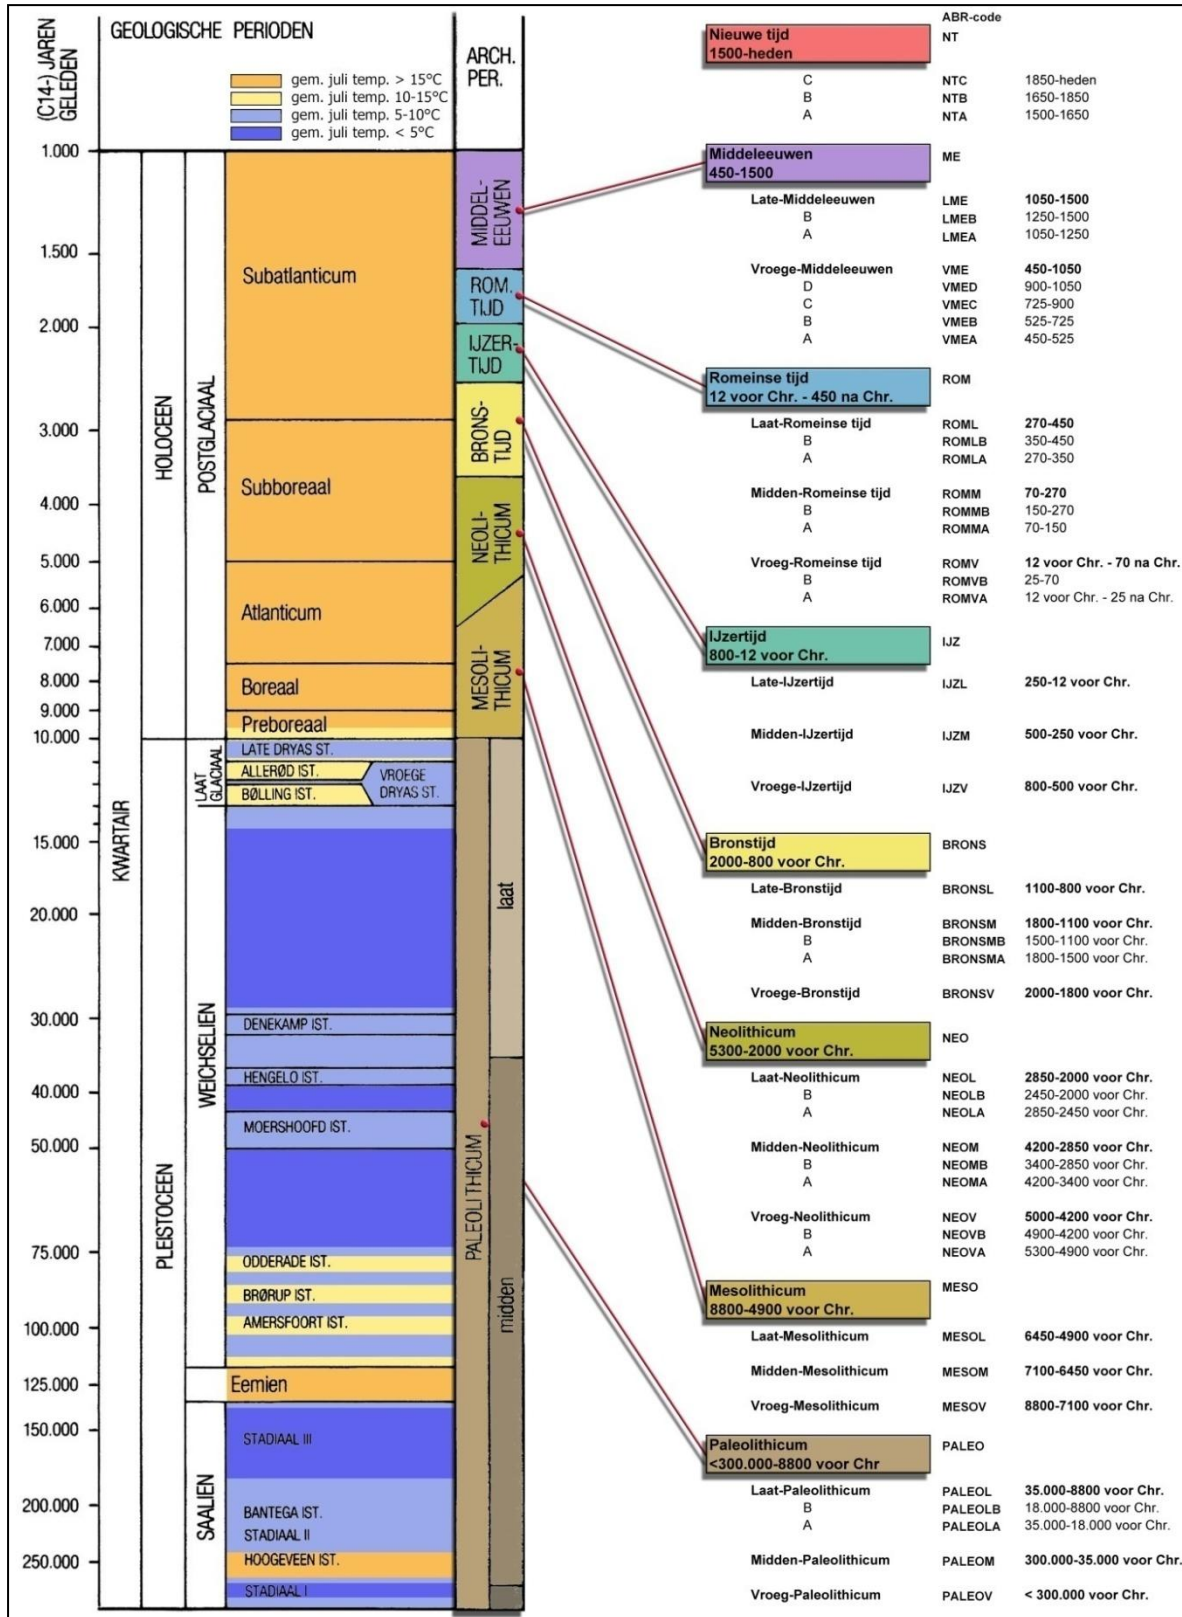 (C14-) JAREN
GELEDEN
GEOLOGISCHE PERIODEN
gem. juli temp. > 15°C
gem. juli temp. 10-15°C
gem. juli temp. 5-10°C
gem. juli temp. < 5°C
ARCH.
PER.
1.000
1.500
2.000
3.000
4.000
5.000
6.000
7.000
8.000
9.000
10.000
15.000
20.000
30.000
40.000
50.000
75.000
100.000
125.000
150.000
200.000
250.000
KWARTAIR
HOLOCEEN
PLEISTOCEEN
POSTGLACIAAL
LAAT
GLACIAAL
WEICHSELIEN
SAALIEN
Subatlanticum
Subboreaal
Atlanticum
Boreaal
Preboreaal
LATE DRYAS ST.
ALLERØD IST.
VROEGE
DRYAS ST.
BØLLING IST.
DENEKAMP IST.
HENGELO IST.
MOERSHOOFD IST.
ODDERADE IST.
BRØRUP IST.
AMERSFOORT IST.
Eemien
STADIAAL III
BANTEGA IST.
STADIAAL II
HOOGEVEEN IST.
STADIAAL I
MIDDEL-
EEUWEN
ROM.
TIJD
IJZER-
TIJD
BRONS-
TIJD
NEOLI-
THICUM
MESOLI-
THICUM
PALEOLITHICUM
laat
midden
ABR-code
Nieuwe tijd NT
1500-heden
C NTC 1850-heden
B NTB 1650-1850
A NTA 1500-1650
Middeleeuwen ME
450-1500
Late-Middeleeuwen LME 1050-1500
B LMEB 1250-1500
A LMEA 1050-1250
Vroege-Middeleeuwen VME 450-1050
D VMED 900-1050
C VMEC 725-900
B VMEB 525-725
A VMEA 450-525
Romeinse tijd ROM
12 voor Chr. - 450 na Chr.
Laat-Romeinse tijd ROML 270-450
B ROMLB 350-450
A ROMLA 270-350
Midden-Romeinse tijd ROMM 70-270
B ROMMB 150-270
A ROMMA 70-150
Vroeg-Romeinse tijd ROMV 12 voor Chr. - 70 na Chr.
B ROMVB 25-70
A ROMVA 12 voor Chr. - 25 na Chr.
IJzertijd IJZ
800-12 voor Chr.
Late-IJzertijd IJZL 250-12 voor Chr.
Midden-IJzertijd IJZM 500-250 voor Chr.
Vroege-IJzertijd IJZV 800-500 voor Chr.
Bronstijd BRONS
2000-800 voor Chr.
Late-Bronstijd BRONSL 1100-800 voor Chr.
Midden-Bronstijd BRONSM 1800-1100 voor Chr.
B BRONSMB 1500-1100 voor Chr.
A BRONSMA 1800-1500 voor Chr.
Vroege-Bronstijd BRONSV 2000-1800 voor Chr.
Neolithicum NEO
5300-2000 voor Chr.
Laat-Neolithicum NEOL 2850-2000 voor Chr.
B NEOLB 2450-2000 voor Chr.
A NEOLA 2850-2450 voor Chr.
Midden-Neolithicum NEOM 4200-2850 voor Chr.
B NEOMB 3400-2850 voor Chr.
A NEOMA 4200-3400 voor Chr.
Vroeg-Neolithicum NEOV 5000-4200 voor Chr.
B NEOVB 4900-4200 voor Chr.
A NEOVA 5300-4900 voor Chr.
Mesolithicum MESO
8800-4900 voor Chr.
Laat-Mesolithicum MESOL 6450-4900 voor Chr.
Midden-Mesolithicum MESOM 7100-6450 voor Chr.
Vroeg-Mesolithicum MESOV 8800-7100 voor Chr.
Paleolithicum PALEO
<300.000-8800 voor Chr
Laat-Paleolithicum PALEOL 35.000-8800 voor Chr.
B PALEOLB 18.000-8800 voor Chr.
A PALEOLA 35.000-18.000 voor Chr.
Midden-Paleolithicum PALEOM 300.000-35.000 voor Chr.
Vroeg-Paleolithicum PALEOV < 300.000 voor Chr.